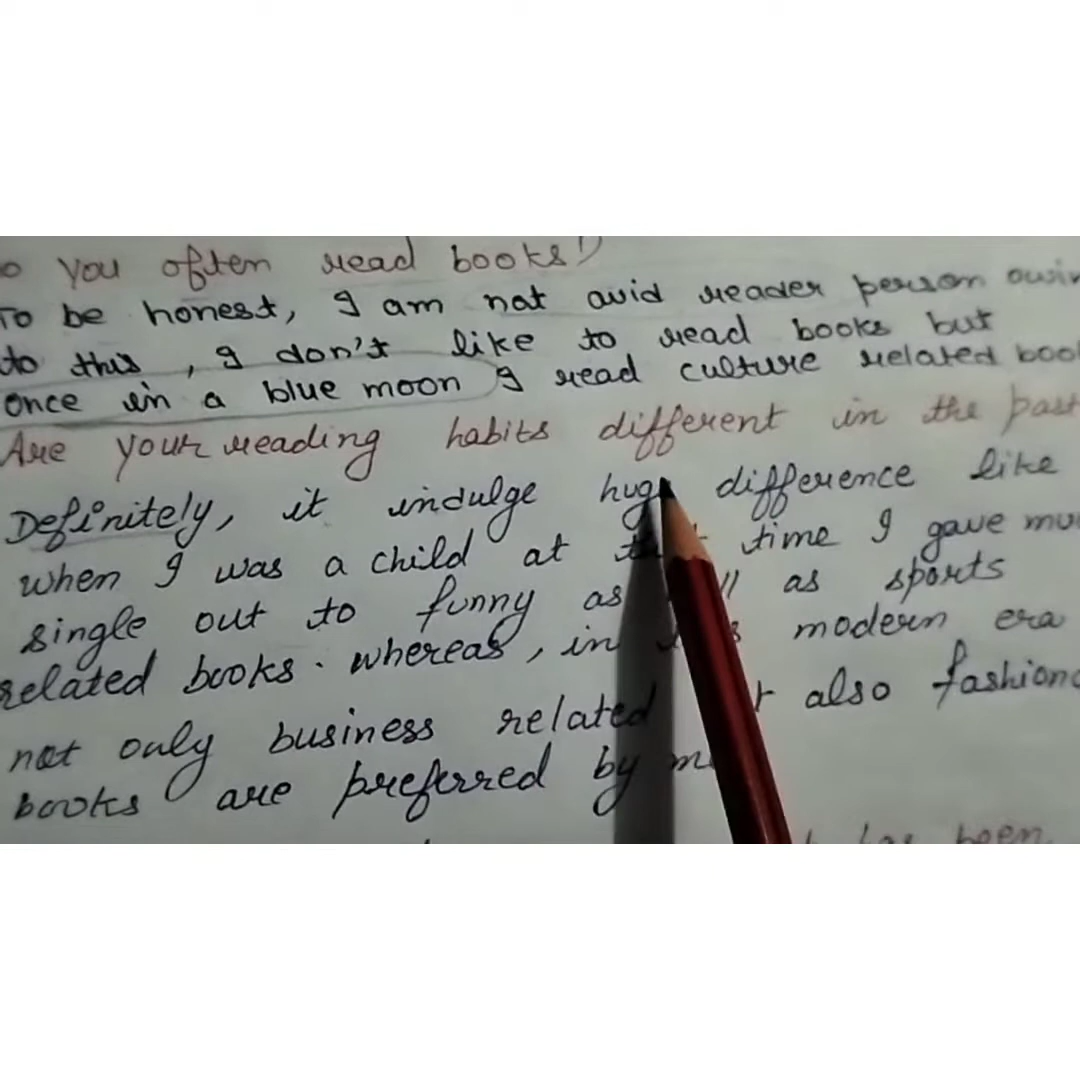 o you often read books?
To be honest, I am not avid reader person owin
to this, I don't like to read books but
once in a blue moon I read culture related boo
Are your reading habits different in the past
Definitely, it indulge huge difference like
when I was a child at time I gave mu
single out to funny as as sports
related books. whereas, in modern era
not only business related also fashion
books are preferred by me
has been